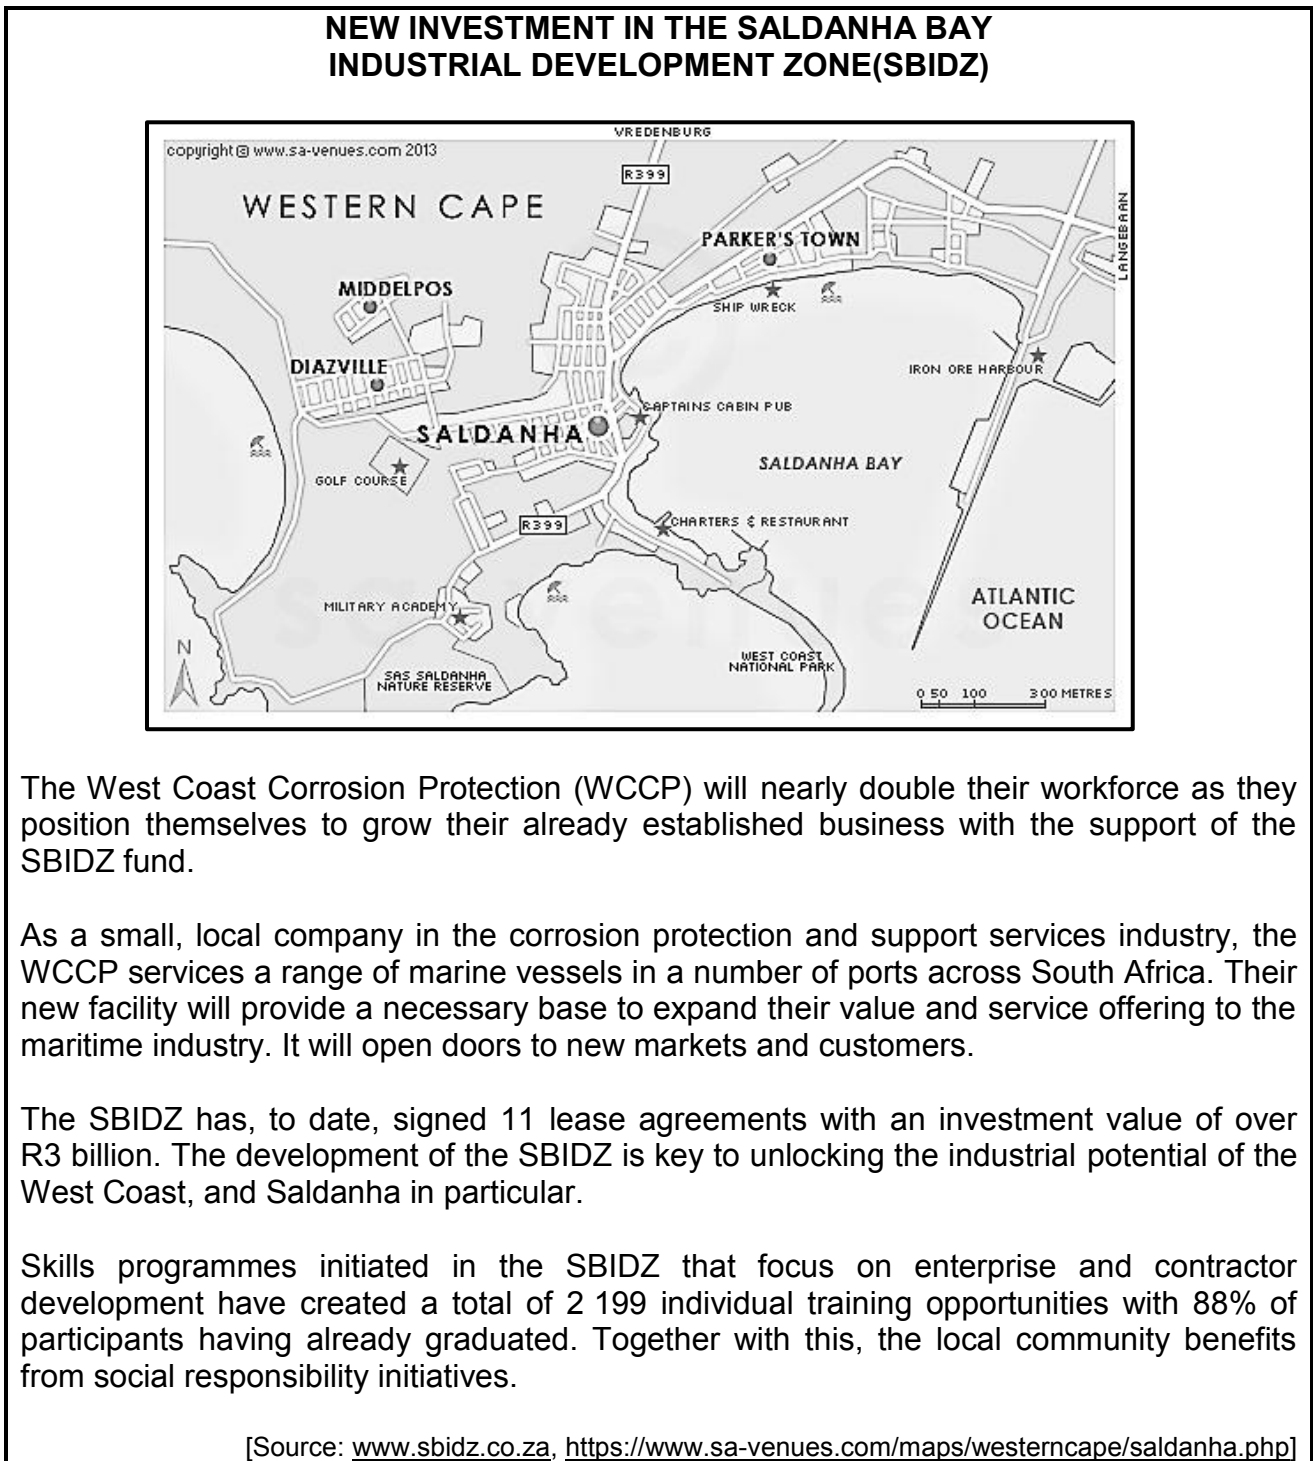 NEW INVESTMENT IN THE SALDANHA BAY
INDUSTRIAL DEVELOPMENT ZONE(SBIDZ)
VREDENBURG
copyright © www.sa-venues.com 2013
R399
WESTERN CAPE
LANGEBAAN
PARKER'S TOWN
MIDDELPOS
SHIP WRECK
DIAZVILLE
IRON ORE HARBOUR
CAPTAINS CABIN PUB
SALDANHA
SALDANHA BAY
GOLF COURSE
R399
CHARTERS & RESTAURANT
sa venues
MILITARY ACADEMY
ATLANTIC
OCEAN
N
WEST COAST
NATIONAL PARK
SAS SALDANHA
NATURE RESERVE
0 50 100 300 METRES
The West Coast Corrosion Protection (WCCP) will nearly double their workforce as they
position themselves to grow their already established business with the support of the
SBIDZ fund.
As a small, local company in the corrosion protection and support services industry, the
WCCP services a range of marine vessels in a number of ports across South Africa. Their
new facility will provide a necessary base to expand their value and service offering to the
maritime industry. It will open doors to new markets and customers.
The SBIDZ has, to date, signed 11 lease agreements with an investment value of over
R3 billion. The development of the SBIDZ is key to unlocking the industrial potential of the
West Coast, and Saldanha in particular.
Skills programmes initiated in the SBIDZ that focus on enterprise and contractor
development have created a total of 2 199 individual training opportunities with 88% of
participants having already graduated. Together with this, the local community benefits
from social responsibility initiatives.
[Source: www.sbidz.co.za, https://www.sa-venues.com/maps/westerncape/saldanha.php]